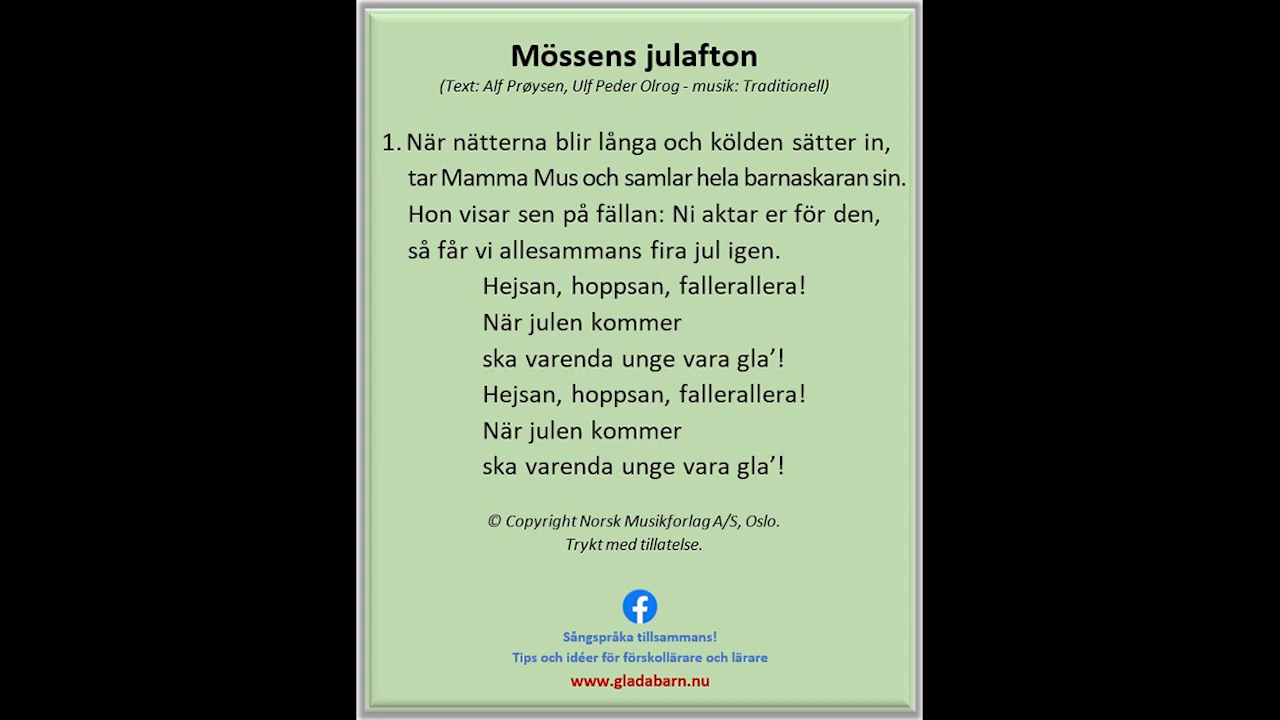 Mössens julafton
(Text: Alf Prøysen, Ulf Peder Olrog - musik: Traditionell)
1. När nätterna blir långa och kölden sätter in,
tar Mamma Mus och samlar hela barnaskaran sin.
Hon visar sen på fällan: Ni aktar er för den,
så får vi allesammans fira jul igen.
Hejsan, hoppsan, fallerallera!
När julen kommer
ska varenda unge vara gla’!
Hejsan, hoppsan, fallerallera!
När julen kommer
ska varenda unge vara gla’!
© Copyright Norsk Musikforlag A/S, Oslo.
Trykt med tillatelse.
Sångspråka tillsammans!
Tips och idéer för förskollärare och lärare
www.gladabarn.nu